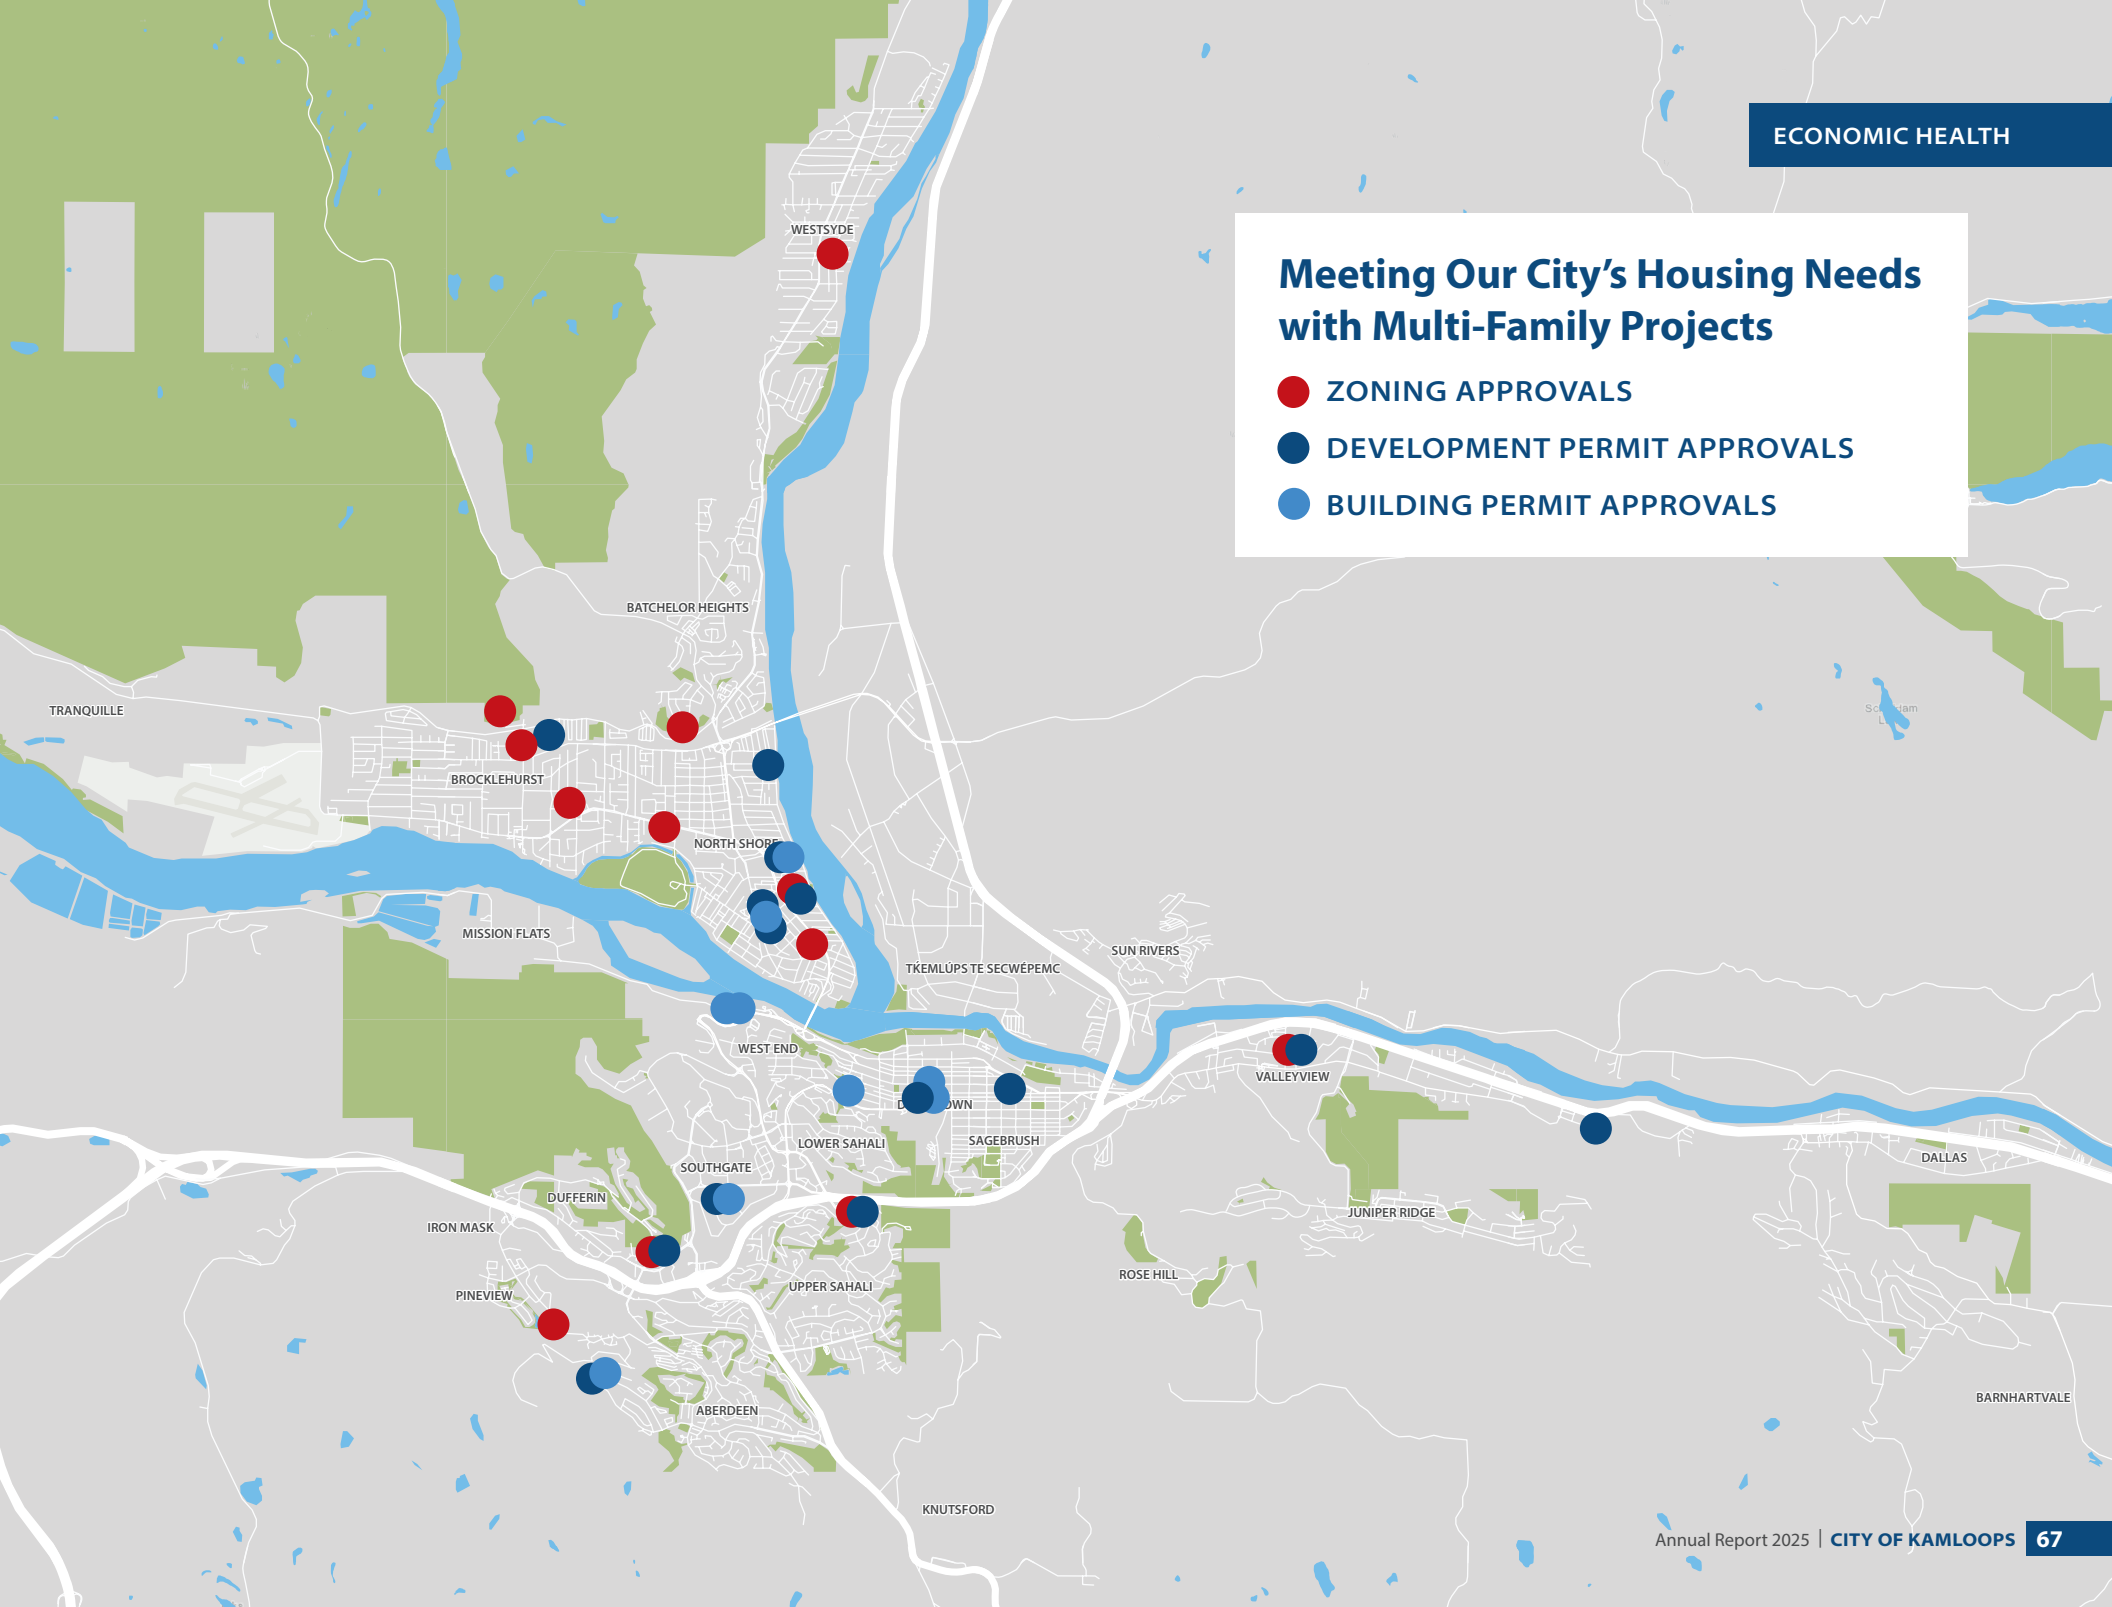 ECONOMIC HEALTH
WESTSYDE
Meeting Our City's Housing Needs
with Multi-Family Projects
ZONING APPROVALS
DEVELOPMENT PERMIT APPROVALS
BUILDING PERMIT APPROVALS
BATCHELOR HEIGHTS
TRANQUILLE
BROCKLEHURST
NORTH SHORE
MISSION FLATS
SUN RIVERS
TḰEMLÚPS TE SECWÉPEMC
WEST END
VALLEYVIEW
LOWER SAHALI
SAGEBRUSH
DALLAS
SOUTHGATE
DUFFERIN
JUNIPER RIDGE
IRON MASK
ROSE HILL
UPPER SAHALI
PINEVIEW
BARNHARTVALE
ABERDEEN
KNUTSFORD
Annual Report 2025 | CITY OF KAMLOOPS 67